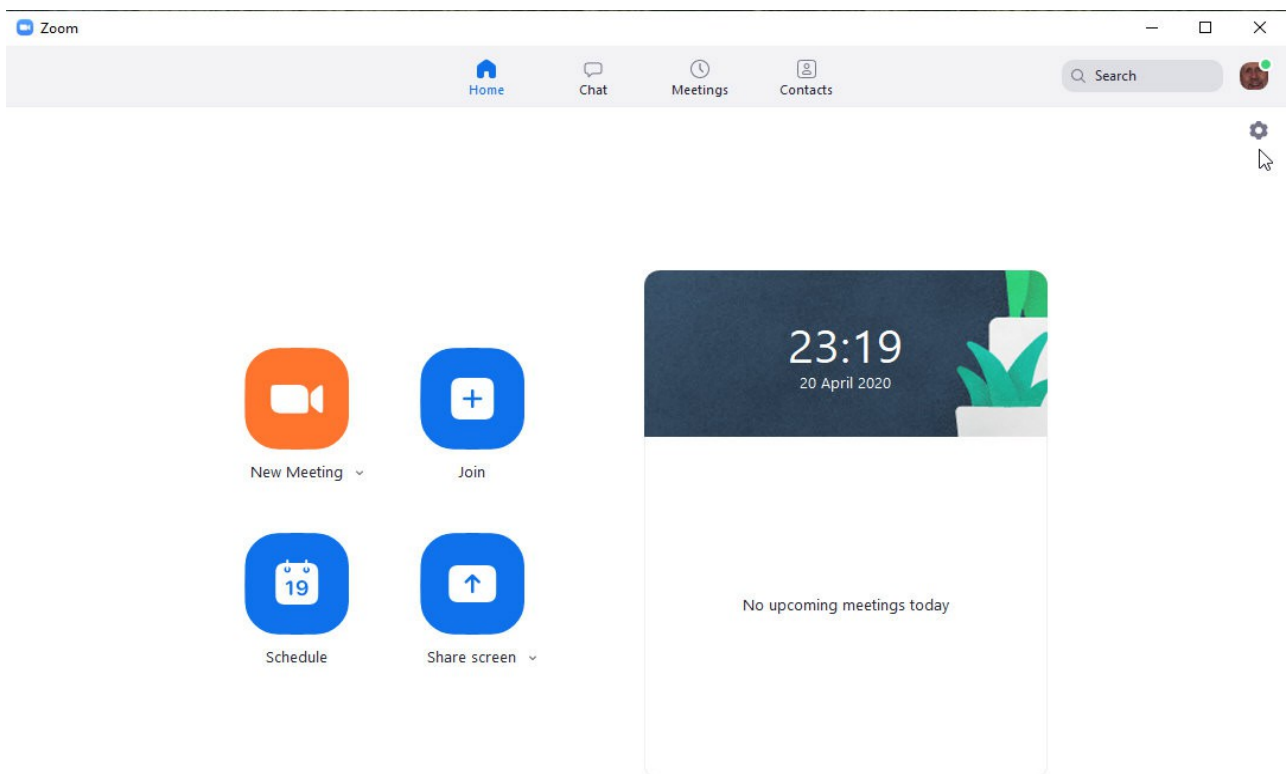 Zoom
Home Chat Meetings Contacts Search
23:19
20 April 2020
New Meeting Join
19
Schedule Share screen
No upcoming meetings today